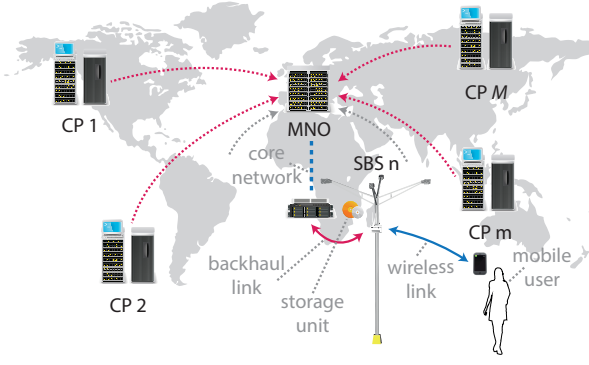 CP 1
CP M
MNO
core
network
SBS n
CP m
CP 2
backhaul
link
storage
unit
wireless
link
mobile
user